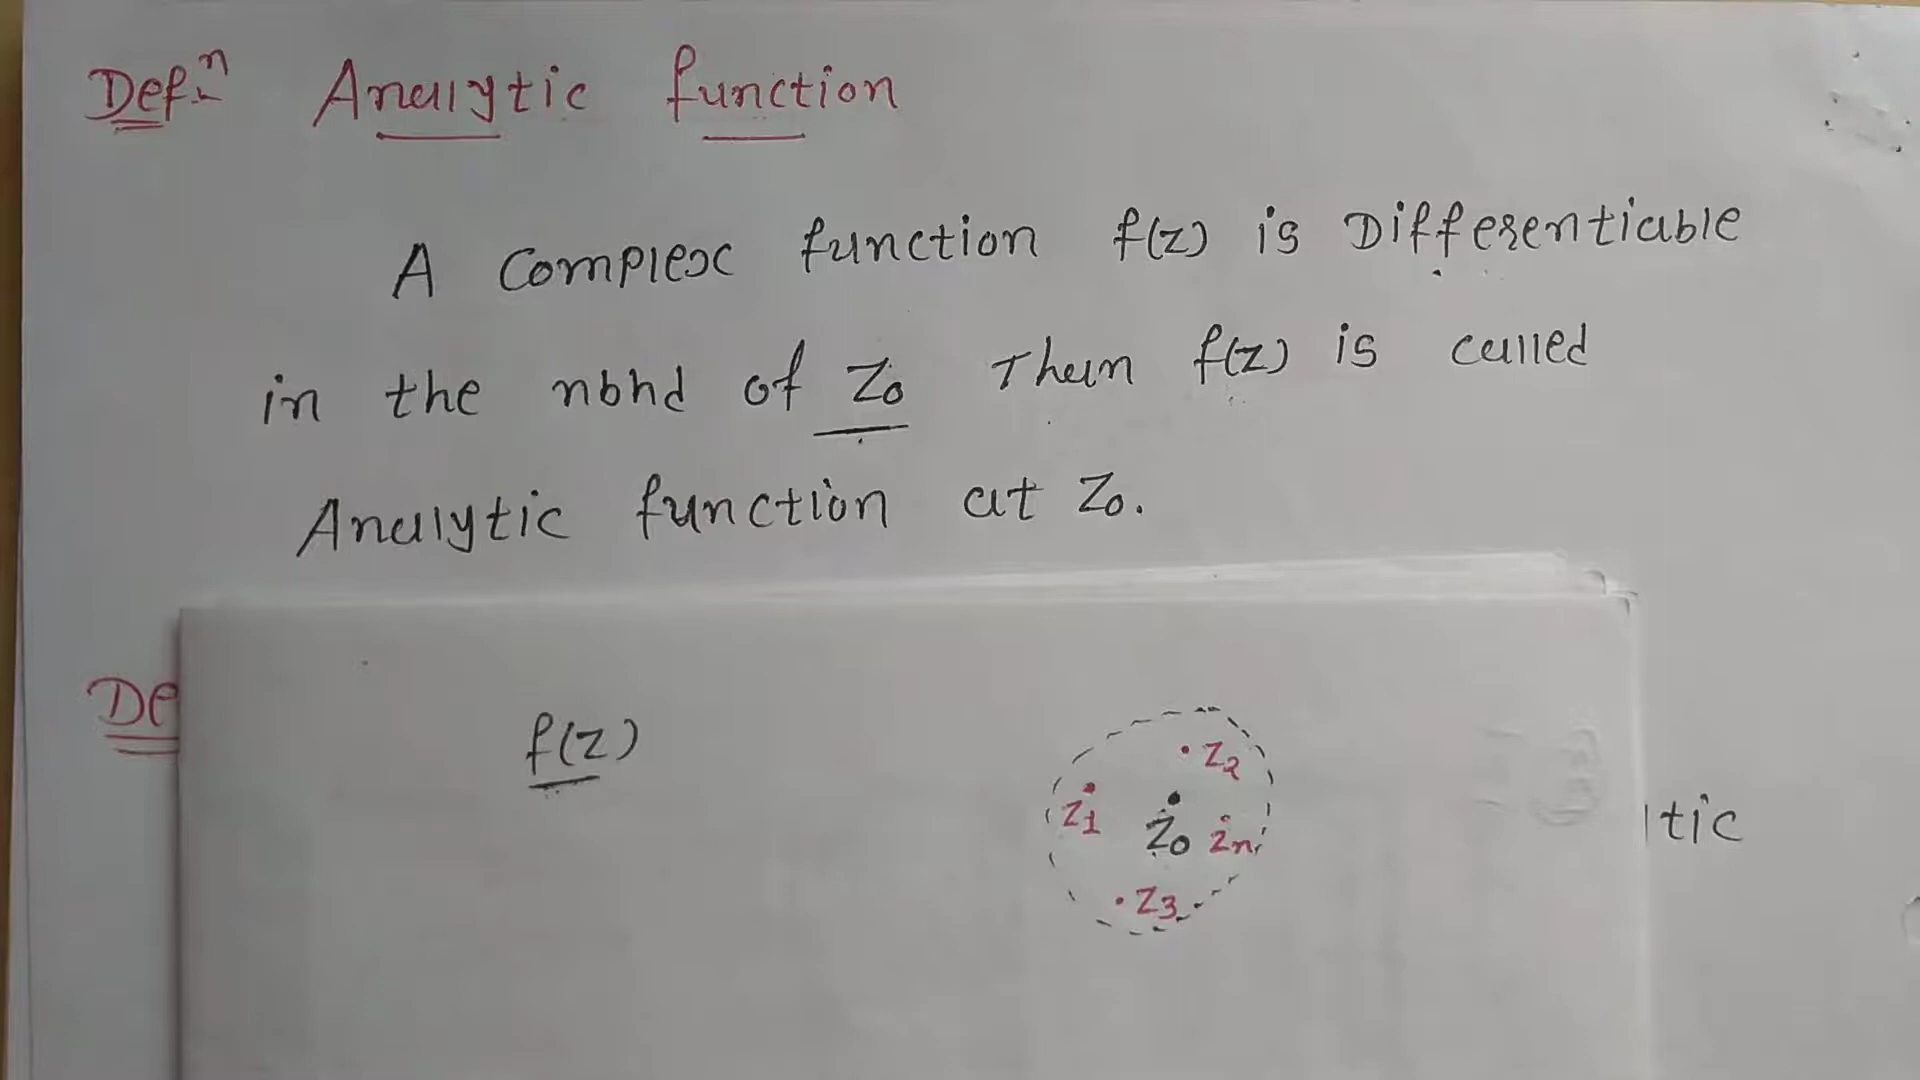 Defⁿ Analytic function
A Complex function f(z) is Differentiable
in the nbhd of Z₀ Then f(z) is called
Analytic function at Z₀.
De
f(z)
Z₂
Z₁
Z₀ Zn
Z₃
tic